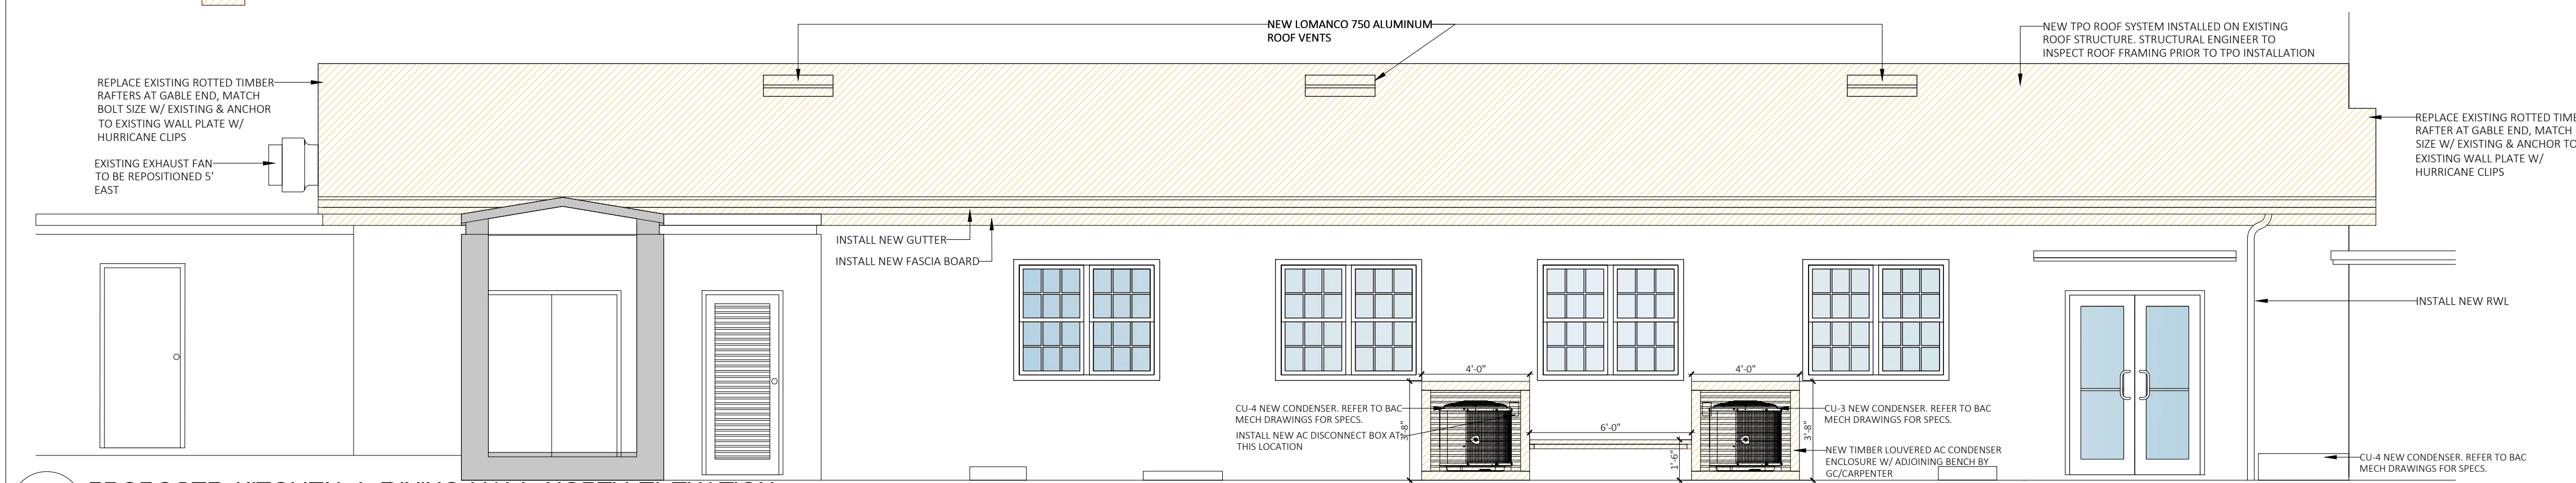 NEW LOMANCO 750 ALUMINUM
ROOF VENTS
NEW TPO ROOF SYSTEM INSTALLED ON EXISTING
ROOF STRUCTURE. STRUCTURAL ENGINEER TO
INSPECT ROOF FRAMING PRIOR TO TPO INSTALLATION
REPLACE EXISTING ROTTED TIMBER
RAFTERS AT GABLE END, MATCH
BOLT SIZE W/ EXISTING & ANCHOR
TO EXISTING WALL PLATE W/
HURRICANE CLIPS
EXISTING EXHAUST FAN
TO BE REPOSITIONED 5'
EAST
REPLACE EXISTING ROTTED
RAFTER AT GABLE END, MATCH
SIZE W/ EXISTING & ANCHOR TO
EXISTING WALL PLATE W/
HURRICANE CLIPS
INSTALL NEW GUTTER
INSTALL NEW FASCIA BOARD
INSTALL NEW RWL
4'-0"
4'-0"
CU-4 NEW CONDENSER. REFER TO BAC
MECH DRAWINGS FOR SPECS.
INSTALL NEW AC DISCONNECT BOX AT
THIS LOCATION
3'-8"
6'-0"
1'-6"
3'-8"
CU-3 NEW CONDENSER. REFER TO BAC
MECH DRAWINGS FOR SPECS.
NEW TIMBER LOUVERED AC CONDENSER
ENCLOSURE W/ ADJOINING BENCH BY
GC/CARPENTER
CU-4 NEW CONDENSER. REFER TO BAC
MECH DRAWINGS FOR SPECS.